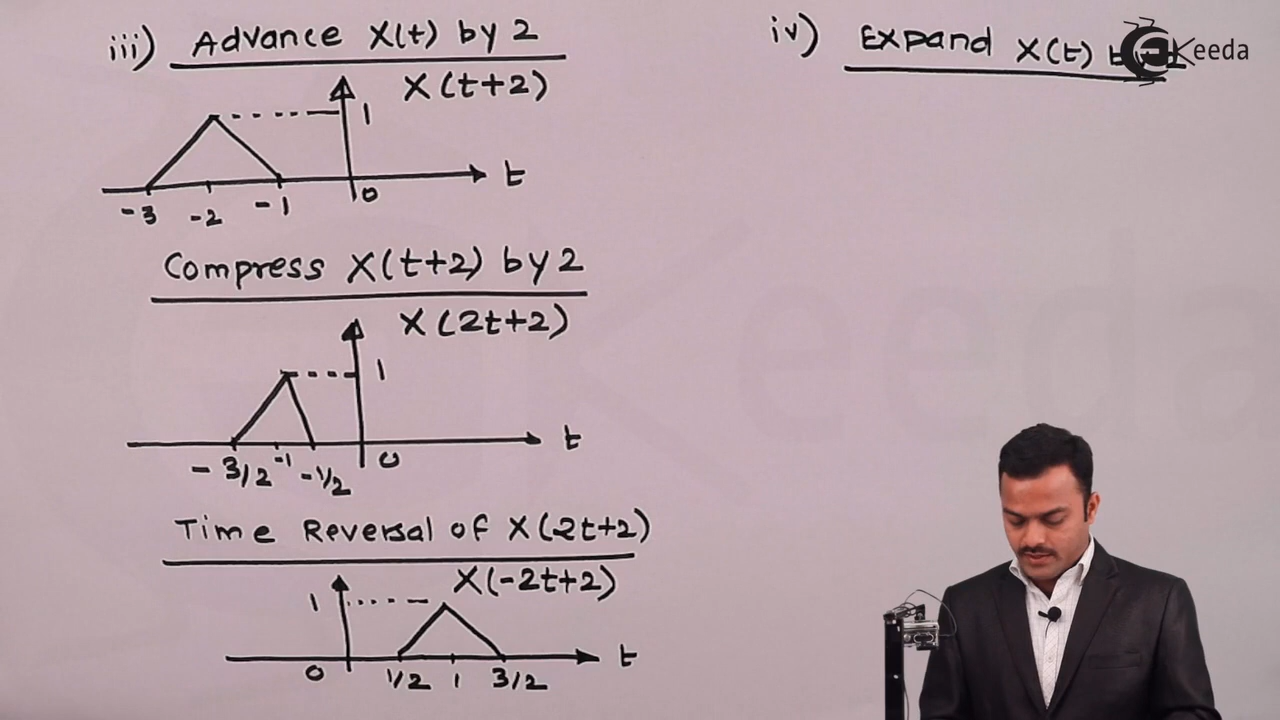 iii) Advance X(t) by 2
X(t+2)
1
t
-3 -2 -1 0
Compress X(t+2) by 2
X(2t+2)
1
t
-3/2 -1 -1/2 0
Time Reversal of X(2t+2)
X(-2t+2)
1
t
0 1/2 1 3/2
iv) Expand X(t)
Keeda
Keeda